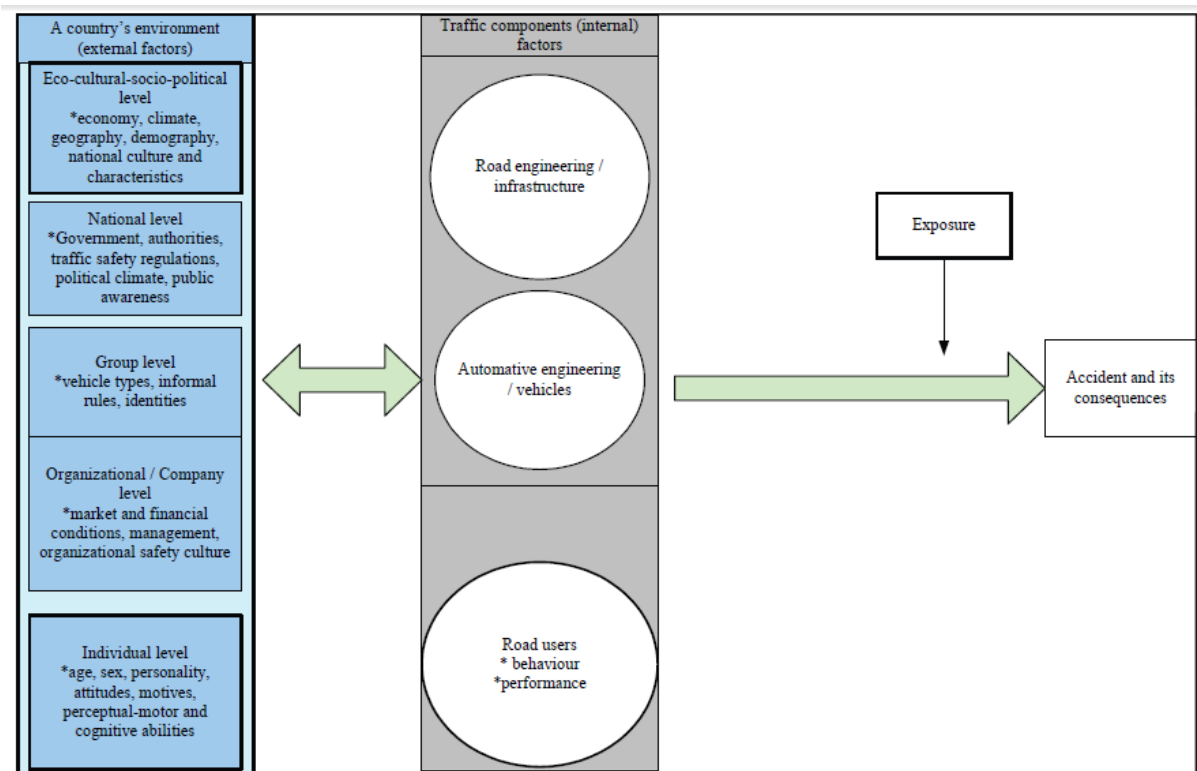 A country's environment
(external factors)
Eco-cultural-socio-political
level
*economy, climate,
geography, demography,
national culture and
characteristics
National level
*Government, authorities,
traffic safety regulations,
political climate, public
awareness
Group level
*vehicle types, informal
rules, identities
Organizational / Company
level
*market and financial
conditions, management,
organizational safety culture
Individual level
*age, sex, personality,
attitudes, motives,
perceptual-motor and
cognitive abilities
Traffic components (internal)
factors
Road engineering /
infrastructure
Automative engineering
/ vehicles
Road users
* behaviour
*performance
Exposure
Accident and its
consequences